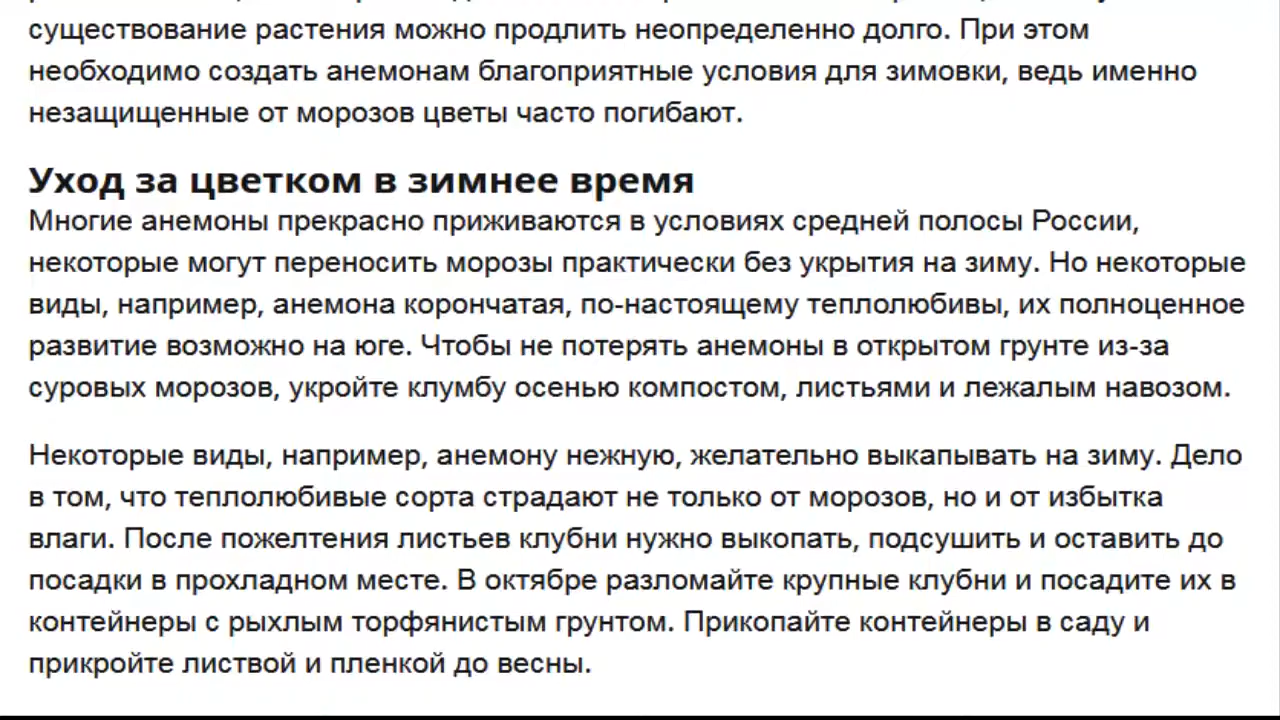 существование растения можно продлить неопределенно долго. При этом
необходимо создать анемонам благоприятные условия для зимовки, ведь именно
незащищенные от морозов цветы часто погибают.
Уход за цветком в зимнее время
Многие анемоны прекрасно приживаются в условиях средней полосы России,
некоторые могут переносить морозы практически без укрытия на зиму. Но некоторые
виды, например, анемона корончатая, по-настоящему теплолюбивы, их полноценное
развитие возможно на юге. Чтобы не потерять анемоны в открытом грунте из-за
суровых морозов, укройте клумбу осенью компостом, листьями и лежалым навозом.
Некоторые виды, например, анемону нежную, желательно выкапывать на зиму. Дело
в том, что теплолюбивые сорта страдают не только от морозов, но и от избытка
влаги. После пожелтения листьев клубни нужно выкопать, подсушить и оставить до
посадки в прохладном месте. В октябре разломайте крупные клубни и посадите их в
контейнеры с рыхлым торфянистым грунтом. Прикопайте контейнеры в саду и
прикройте листвой и пленкой до весны.